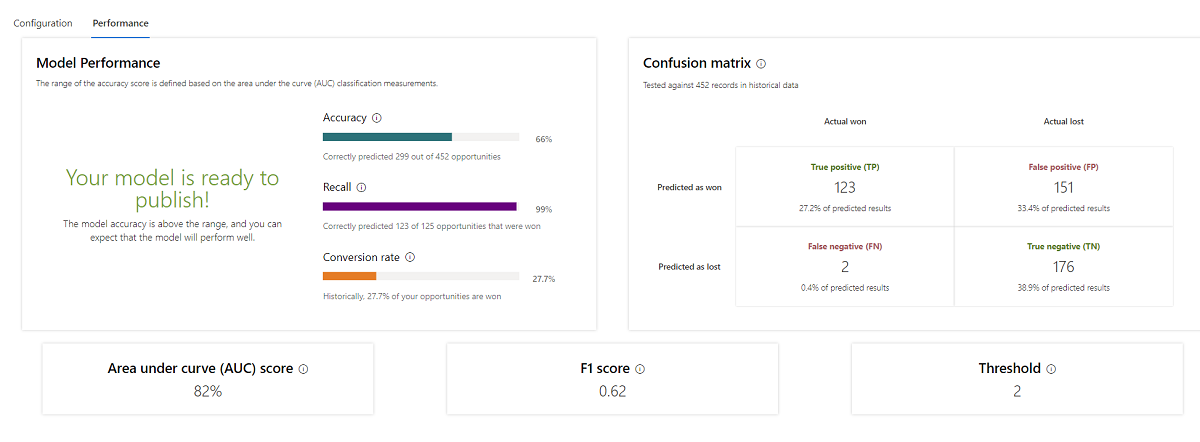 Configuration
Performance
Model Performance
The range of the accuracy score is defined based on the area under the curve (AUC) classification measurements.
Your model is ready to
publish!
The model accuracy is above the range, and you can
expect that the model will perform well.
Accuracy
66%
Correctly predicted 299 out of 452 opportunities
Recall
99%
Correctly predicted 123 of 125 opportunities that were won
Conversion rate
27.7%
Historically, 27.7% of your opportunities are won
Confusion matrix
Tested against 452 records in historical data
Actual won
Actual lost
Predicted as won
True positive (TP)
123
27.2% of predicted results
False positive (FP)
151
33.4% of predicted results
Predicted as lost
False negative (FN)
2
0.4% of predicted results
True negative (TN)
176
38.9% of predicted results
Area under curve (AUC) score
82%
F1 score
0.62
Threshold
2